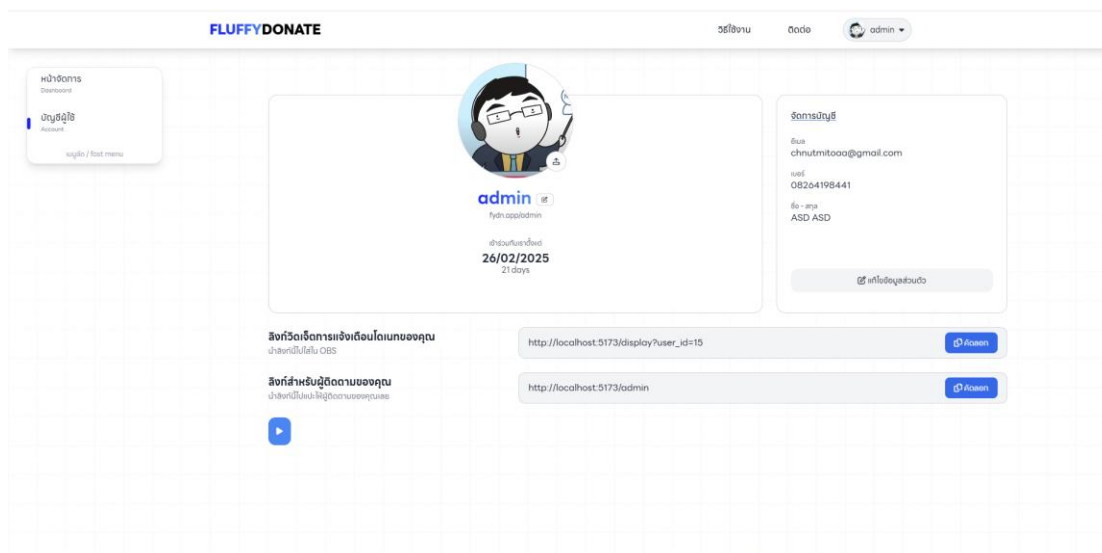 FLUFFYDONATE
วิธีใช้งาน
ติดต่อ
admin
หน้าจัดการ
Dashboard
บัญชีผู้ใช้
Account
เมนูลัด / fast menu
admin
fydn.app/admin
เข้าร่วมกับเราตั้งแต่
26/02/2025
21 days
จัดการบัญชี
อีเมล
chnutmitoaa@gmail.com
เบอร์
08264198441
ชื่อ - สกุล
ASD ASD
แก้ไขข้อมูลส่วนตัว
ลิงก์วิดเจ็ตการแจ้งเตือนโดเนทของคุณ
นำลิงก์นี้ไปใส่ใน OBS
http://localhost:5173/display?user_id=15
คัดลอก
ลิงก์สำหรับผู้ติดตามของคุณ
นำลิงก์นี้ไปแปะให้ผู้ติดตามของคุณเลย
http://localhost:5173/admin
คัดลอก